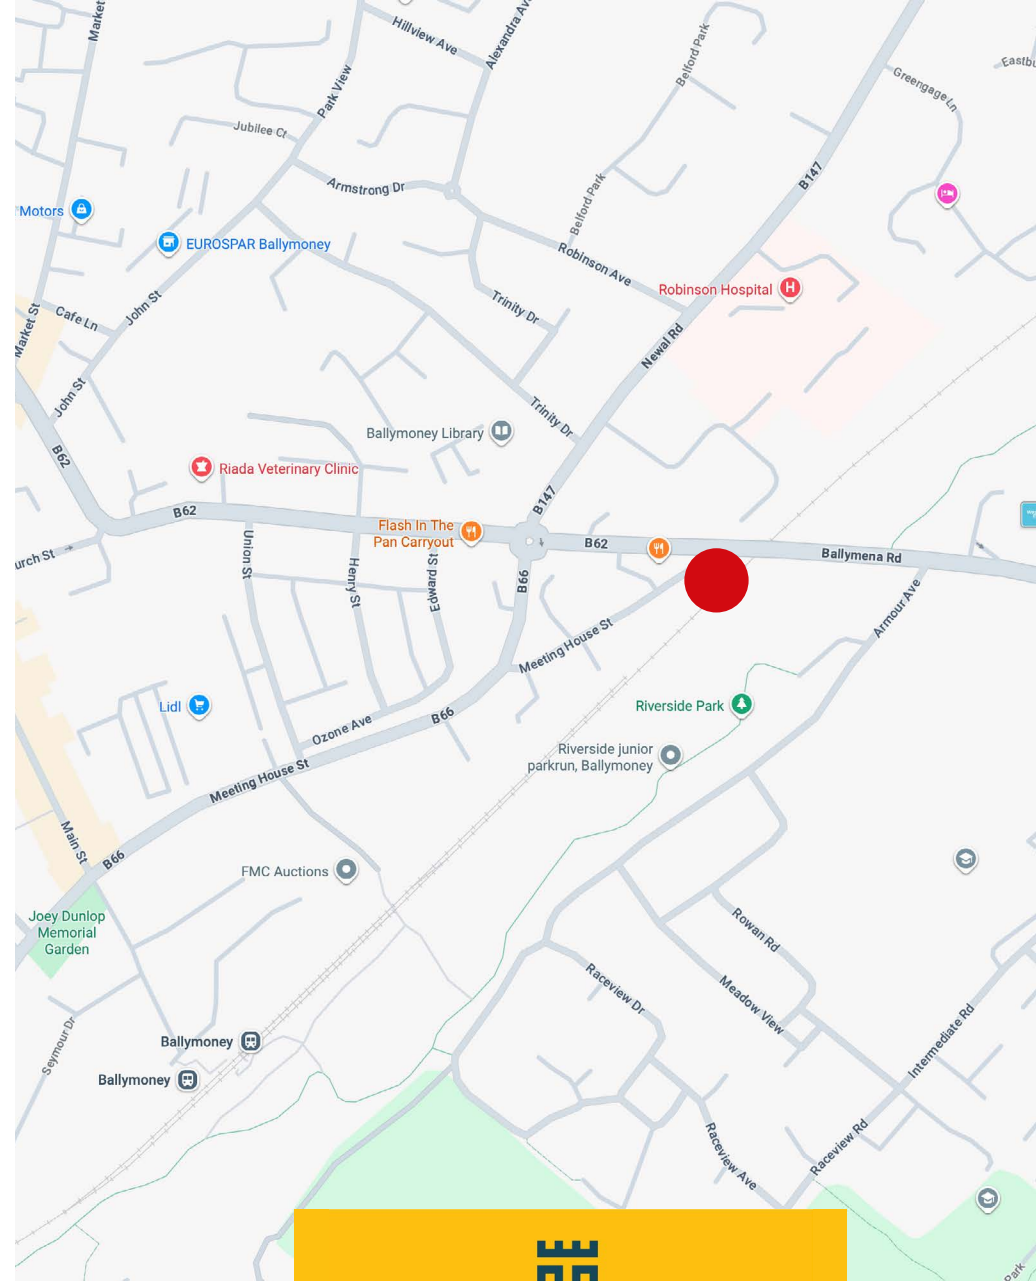 Market
Hillview Ave
Alexandra Av
Belford Park
Eastbu
Greengage Ln
Park View
Jubilee Cr
Armstrong Dr
B147
Belford Park
Motors
EUROSPAR Ballymoney
Robinson Ave
Robinson Hospital
H
Cafe Ln
John St
Trinity Dr
Market St
Newal Rd
John St
Trinity Dr
Ballymoney Library
B62
Riada Veterinary Clinic
B147
B62
Flash In The
Pan Carryout
B62
Ballymena Rd
urch St
Union St
Henry St
Edward St
B66
Armour Ave
Meeting House St
Lidl
Riverside Park
B66
Ozone Ave
Riverside junior
parkrun, Ballymoney
Meeting House St
Main St
B66
FMC Auctions
Joey Dunlop
Memorial
Garden
Rowan Rd
Raceview Dr
Meadow View
Seymour Dr
Ballymoney
Intermediate Rd
Ballymoney
Raceview Ave
Raceview Rd
Park